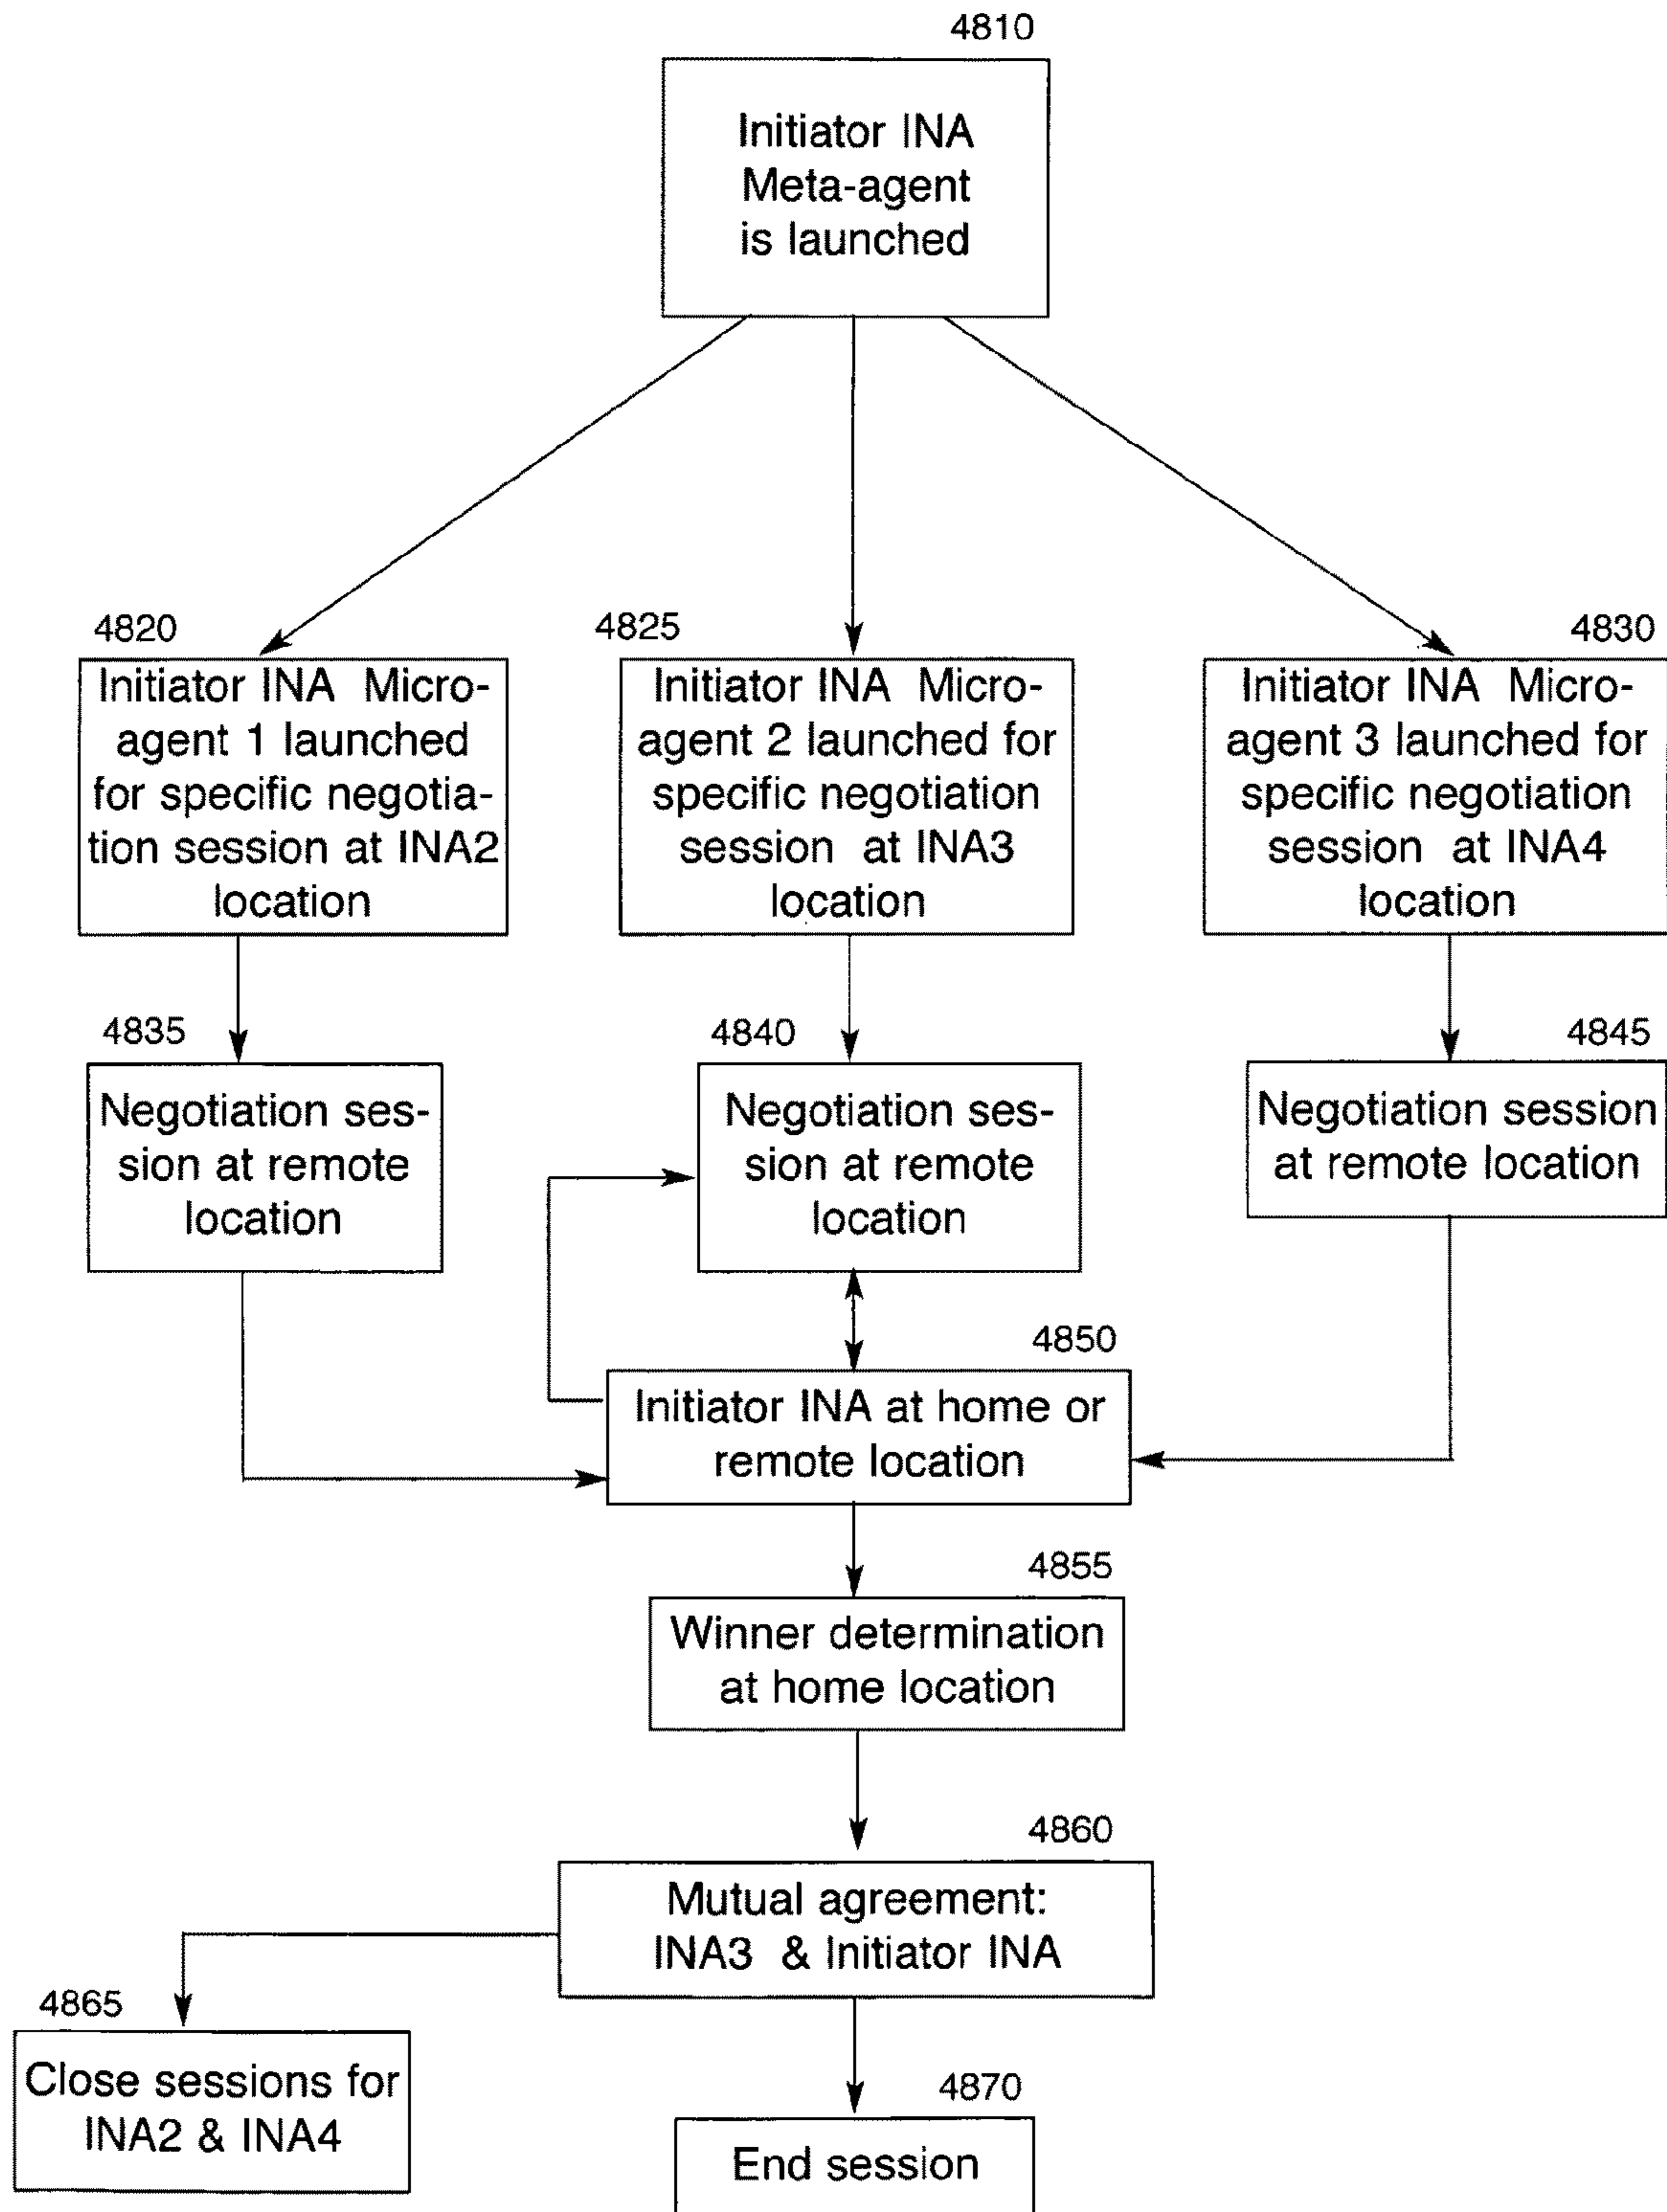 4810
Initiator INA
Meta-agent
is launched
4820
Initiator INA Micro-
agent 1 launched
for specific negotia-
tion session at INA2
location
4825
Initiator INA Micro-
agent 2 launched for
specific negotiation
session at INA3
location
4830
Initiator INA Micro-
agent 3 launched for
specific negotiation
session at INA4
location
4835
Negotiation ses-
sion at remote
location
4840
Negotiation ses-
sion at remote
location
4845
Negotiation session
at remote location
4850
Initiator INA at home or
remote location
4855
Winner determination
at home location
4860
Mutual agreement:
INA3 & Initiator INA
4865
Close sessions for
INA2 & INA4
4870
End session